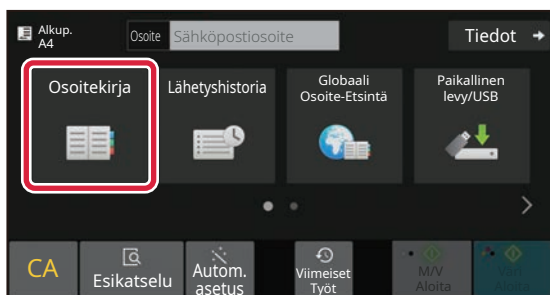 Alkup.
A4
Osoite
Sähköpostiosoite
Tiedot
Osoitekirja
Lähetyshistoria
Globaali
Osoite-Etsintä
Paikallinen
levy/USB
CA
Esikatselu
Autom.
asetus
Viimeiset
Työt
M/V
Aloita
Väri
Aloita